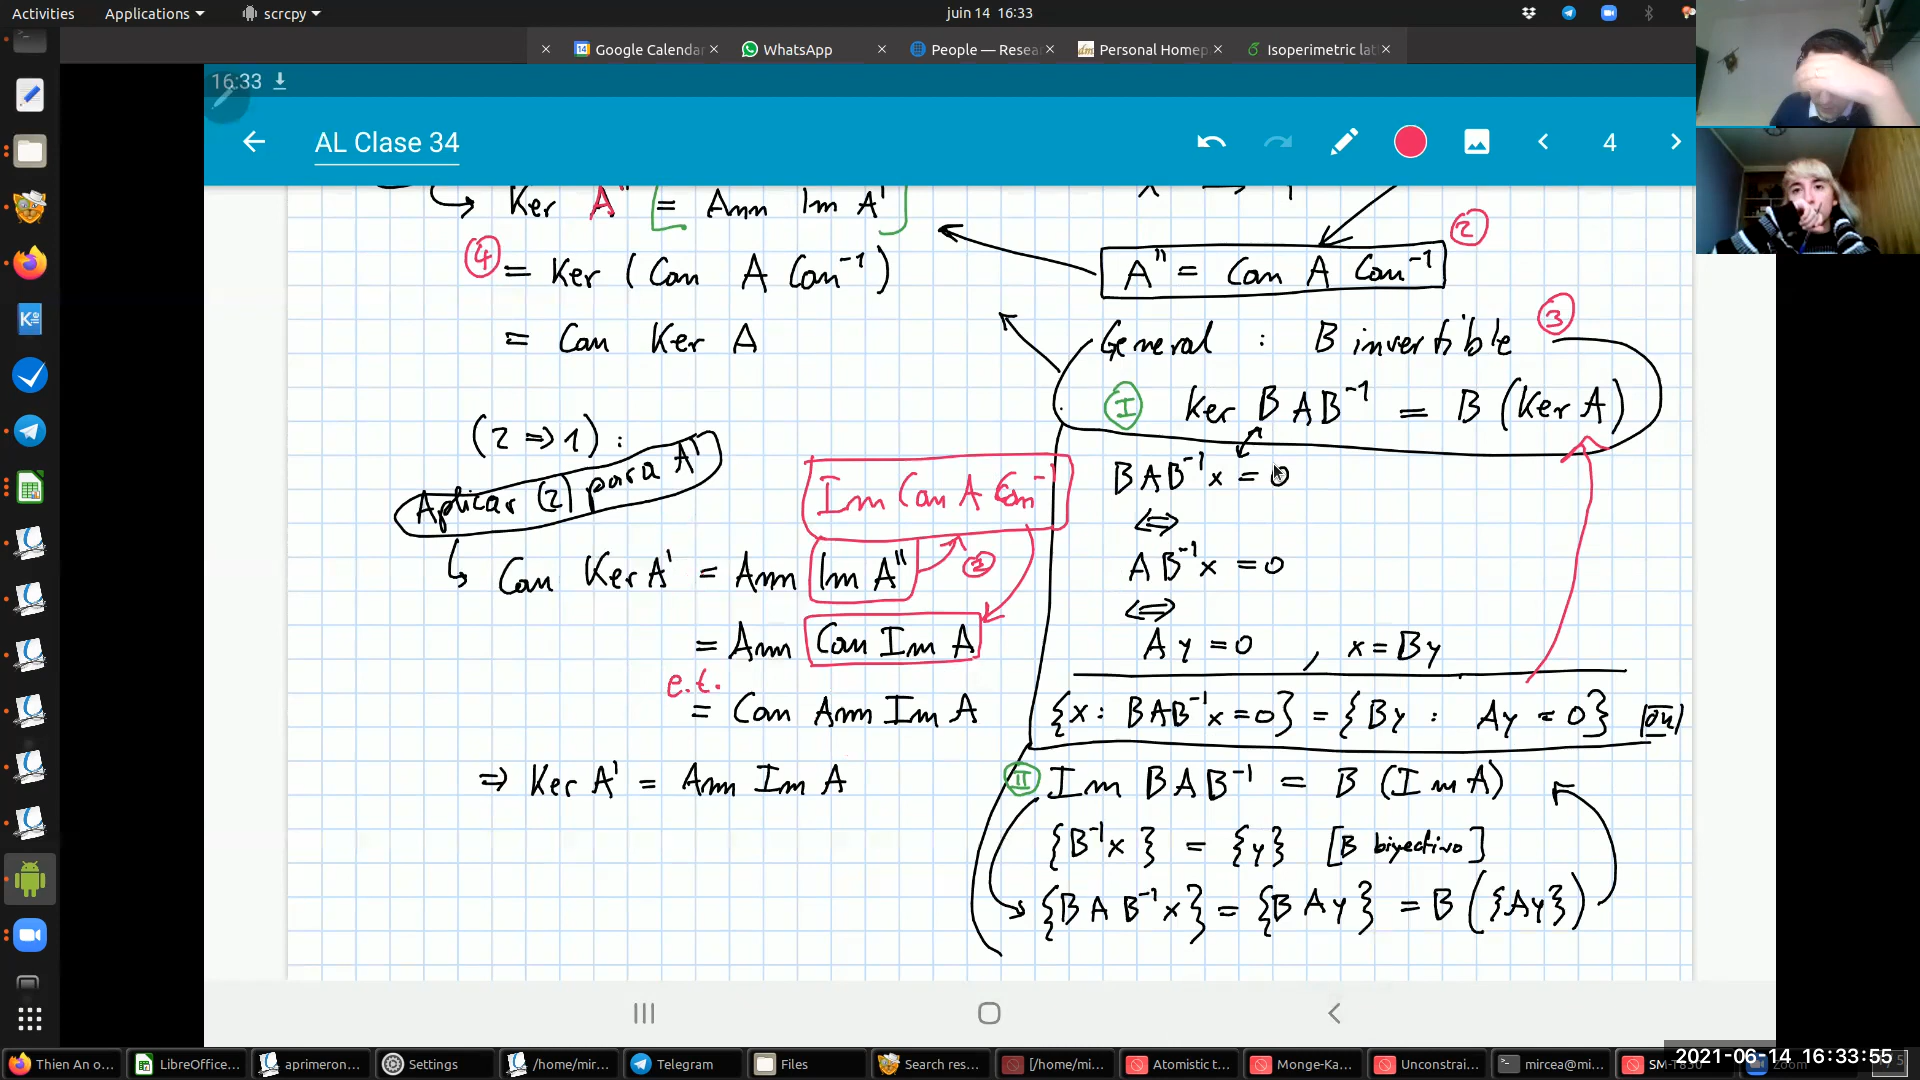 Activities Applications scrcpy juin 14 16:33
Google Calendar WhatsApp People — Resea Personal Homep Isoperimetric lat
16:33
AL Clase 34 4
Ker A'' [= Ann Im A']
④ = Ker (Can A Can⁻¹)
= Can Ker A
(2 ⇒ 1) :
Aplicar (2) para A'
Im Can A Can⁻¹
Can Ker A' = Ann Im A'' ②
= Ann Can Im A
e.t.
= Can Ann Im A
⇒ Ker A' = Ann Im A
②
A'' = Can A Can⁻¹
General : B invertible ③
Ⅰ Ker BAB⁻¹ = B (Ker A)
BAB⁻¹x = 0
⇔
AB⁻¹x = 0
⇔
Ay = 0 , x = By
{x : BAB⁻¹x = 0} = {By : Ay = 0}
Ⅱ Im BAB⁻¹ = B (Im A)
{B⁻¹x} = {y} [B biyectivo]
{BAB⁻¹x} = {BAy} = B({Ay})
Thien An o... LibreOffice... aprimeron... Settings /home/mir... Telegram Files Search res... [/home/mi... Atomistic t... Monge-Ka... Unconstrai... mircea@mi... SM-T830 Zoom
2021-06-14 16:33:55